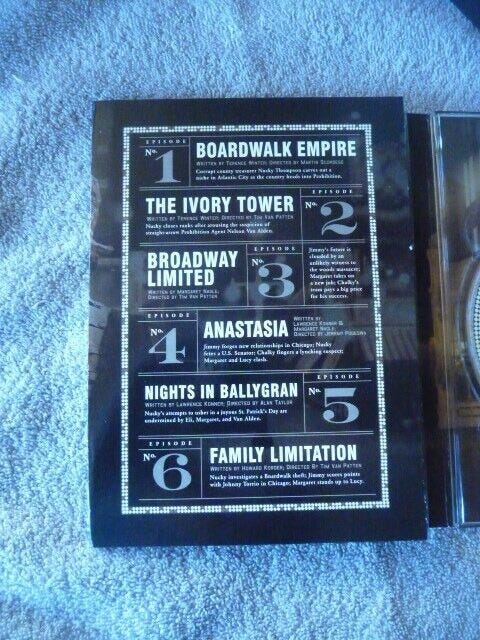 EPISODE
No. 1
BOARDWALK EMPIRE
WRITTEN BY TERENCE WINTER; DIRECTED BY MARTIN SCORSESE
Corrupt county treasurer Nucky Thompson carves out a
niche in Atlantic City as the country heads into Prohibition.
THE IVORY TOWER
WRITTEN BY TERENCE WINTER; DIRECTED BY TIM VAN PATTEN
Nucky closes ranks after arousing the suspicion of
straight-arrow Prohibition Agent Nelson Van Alden.
EPISODE
No. 2
BROADWAY
LIMITED
WRITTEN BY MARGARET NAGLE;
DIRECTED BY TIM VAN PATTEN
EPISODE
No. 3
Jimmy's future is
clouded by an
unlikely witness to
the woods massacre;
Margaret takes on
a new job; Chalky's
team pays a big price
for his success.
EPISODE
No. 4
ANASTASIA
WRITTEN BY
LAWRENCE KONNER &
MARGARET NAGLE;
DIRECTED BY JEREMY PODESWA
Jimmy forges new relationships in Chicago; Nucky
fetes a U.S. Senator; Chalky fingers a lynching suspect;
Margaret and Lucy clash.
NIGHTS IN BALLYGRAN
WRITTEN BY LAWRENCE KONNER; DIRECTED BY ALAN TAYLOR
Nucky's attempts to usher in a joyous St. Patrick's Day are
undermined by Eli, Margaret, and Van Alden.
EPISODE
No. 5
EPISODE
No. 6
FAMILY LIMITATION
WRITTEN BY HOWARD KORDER; DIRECTED BY TIM VAN PATTEN
Nucky investigates a Boardwalk theft; Jimmy scores points
with Johnny Torrio in Chicago; Margaret stands up to Lucy.